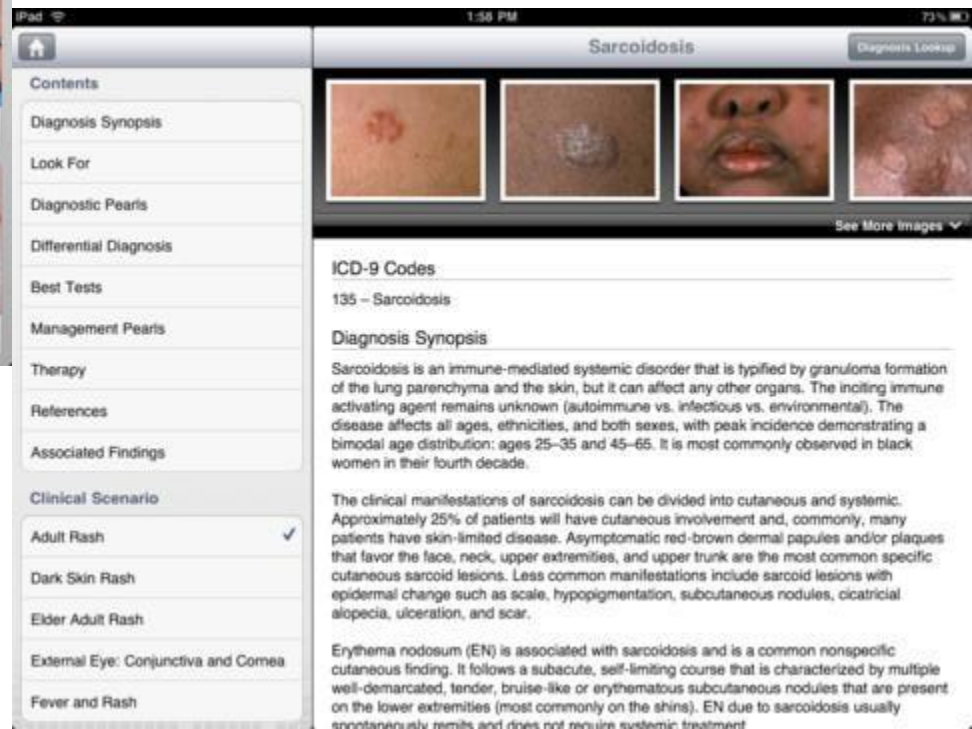 iPad
1:56 PM
73%
Sarcoidosis
Diagnosis Lookup
Contents
Diagnosis Synopsis
Look For
Diagnostic Pearls
Differential Diagnosis
Best Tests
Management Pearls
Therapy
References
Associated Findings
Clinical Scenario
Adult Rash
Dark Skin Rash
Elder Adult Rash
External Eye: Conjunctiva and Cornea
Fever and Rash
See More Images
ICD-9 Codes
135 – Sarcoidosis
Diagnosis Synopsis
Sarcoidosis is an immune-mediated systemic disorder that is typified by granuloma formation
of the lung parenchyma and the skin, but it can affect any other organs. The inciting immune
activating agent remains unknown (autoimmune vs. infectious vs. environmental). The
disease affects all ages, ethnicities, and both sexes, with peak incidence demonstrating a
bimodal age distribution: ages 25–35 and 45–65. It is most commonly observed in black
women in their fourth decade.
The clinical manifestations of sarcoidosis can be divided into cutaneous and systemic.
Approximately 25% of patients will have cutaneous involvement and, commonly, many
patients have skin-limited disease. Asymptomatic red-brown dermal papules and/or plaques
that favor the face, neck, upper extremities, and upper trunk are the most common specific
cutaneous sarcoid lesions. Less common manifestations include sarcoid lesions with
epidermal change such as scale, hypopigmentation, subcutaneous nodules, cicatricial
alopecia, ulceration, and scar.
Erythema nodosum (EN) is associated with sarcoidosis and is a common nonspecific
cutaneous finding. It follows a subacute, self-limiting course that is characterized by multiple
well-demarcated, tender, bruise-like or erythematous subcutaneous nodules that are present
on the lower extremities (most commonly on the shins). EN due to sarcoidosis usually
spontaneously remits and does not require systemic treatment.